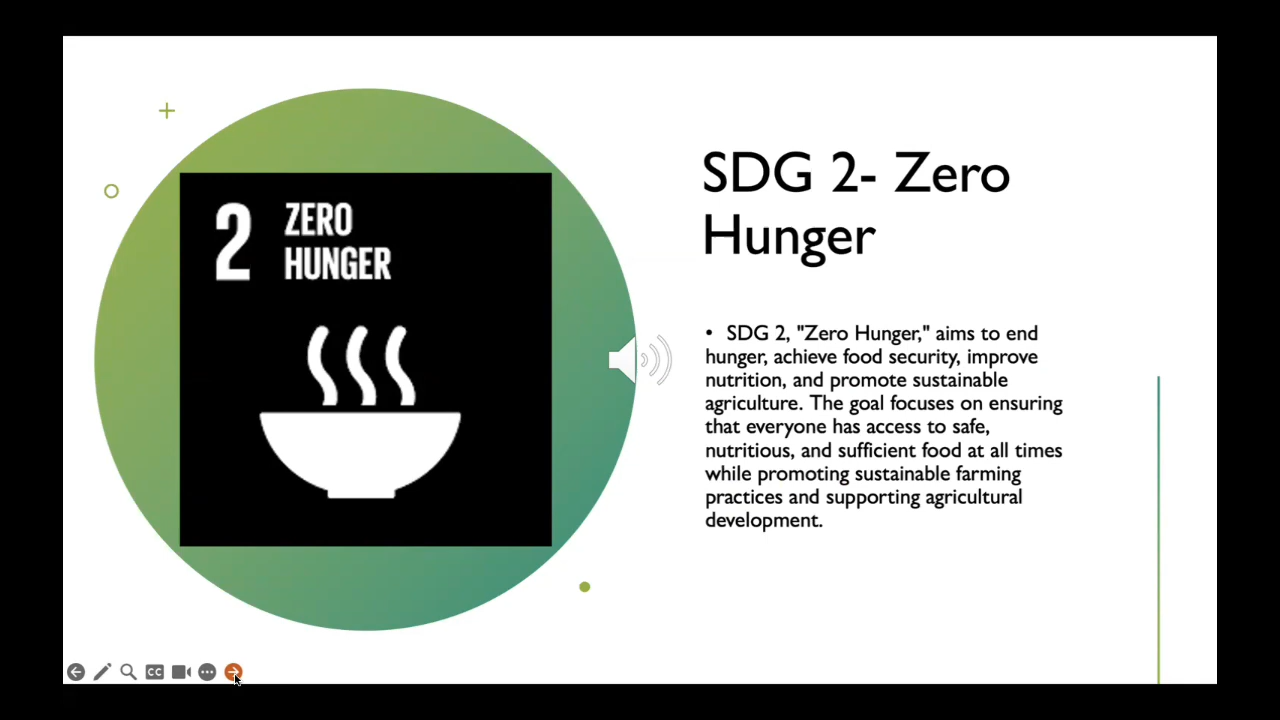 2 ZERO
HUNGER
SDG 2- Zero
Hunger
• SDG 2, "Zero Hunger," aims to end
hunger, achieve food security, improve
nutrition, and promote sustainable
agriculture. The goal focuses on ensuring
that everyone has access to safe,
nutritious, and sufficient food at all times
while promoting sustainable farming
practices and supporting agricultural
development.
CC